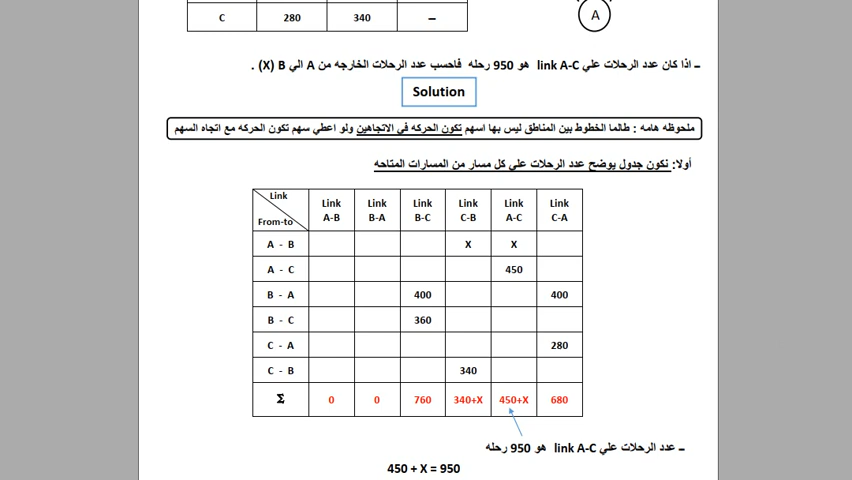 C 280 340 –
A
ــ اذا كان عدد الرحلات علي link A-C هو 950 رحله فاحسب عدد الرحلات الخارجه من A الي B (X) .
Solution
ملحوظه هامه : طالما الخطوط بين المناطق ليس بها اسهم تكون الحركه في الاتجاهين ولو اعطي سهم تكون الحركه مع اتجاه السهم
أولا: نكون جدول يوضح عدد الرحلات علي كل مسار من المسارات المتاحه
Link
From-to
Link A-B
Link B-A
Link B-C
Link C-B
Link A-C
Link C-A
A - B X X
A - C 450
B - A 400 400
B - C 360
C - A 280
C - B 340
Σ 0 0 760 340+X 450+X 680
ــ عدد الرحلات علي link A-C هو 950 رحله
450 + X = 950